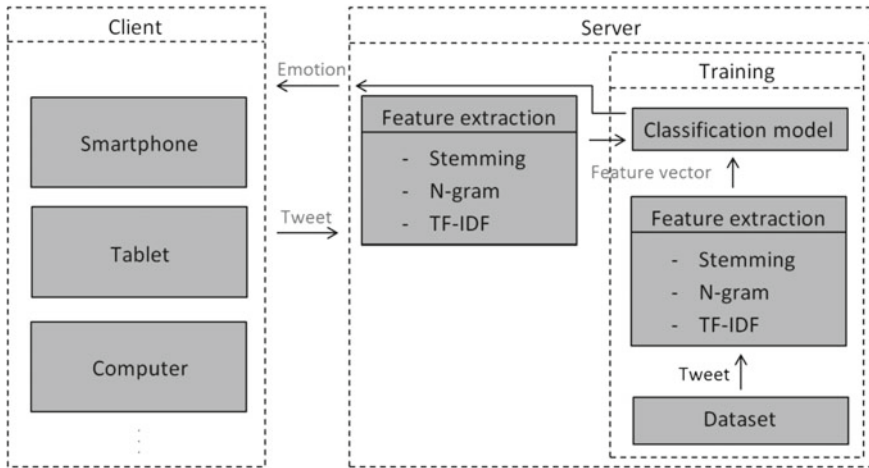 Client
Smartphone
Tablet
Computer
Emotion
Tweet
Server
Feature extraction
- Stemming
- N-gram
- TF-IDF
Feature vector
Training
Classification model
Feature extraction
- Stemming
- N-gram
- TF-IDF
Tweet
Dataset